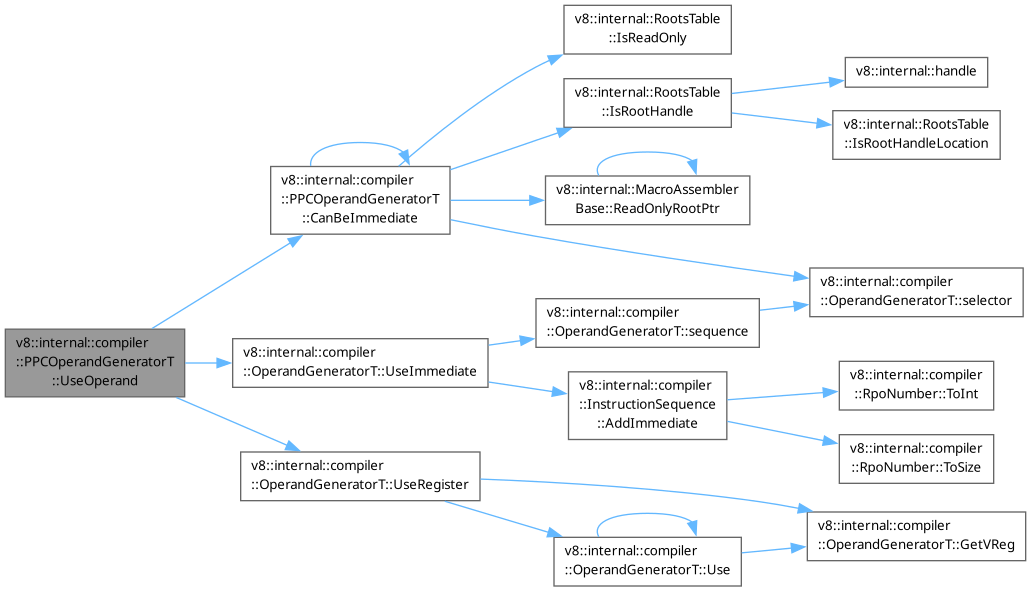 v8::internal::RootsTable
::IsReadOnly
v8::internal::RootsTable
::IsRootHandle
v8::internal::handle
v8::internal::RootsTable
::IsRootHandleLocation
v8::internal::compiler
::PPCOperandGeneratorT
::CanBeImmediate
v8::internal::MacroAssembler
Base::ReadOnlyRootPtr
v8::internal::compiler
::OperandGeneratorT::selector
v8::internal::compiler
::OperandGeneratorT::sequence
v8::internal::compiler
::PPCOperandGeneratorT
::UseOperand
v8::internal::compiler
::OperandGeneratorT::UseImmediate
v8::internal::compiler
::InstructionSequence
::AddImmediate
v8::internal::compiler
::RpoNumber::ToInt
v8::internal::compiler
::RpoNumber::ToSize
v8::internal::compiler
::OperandGeneratorT::UseRegister
v8::internal::compiler
::OperandGeneratorT::GetVReg
v8::internal::compiler
::OperandGeneratorT::Use